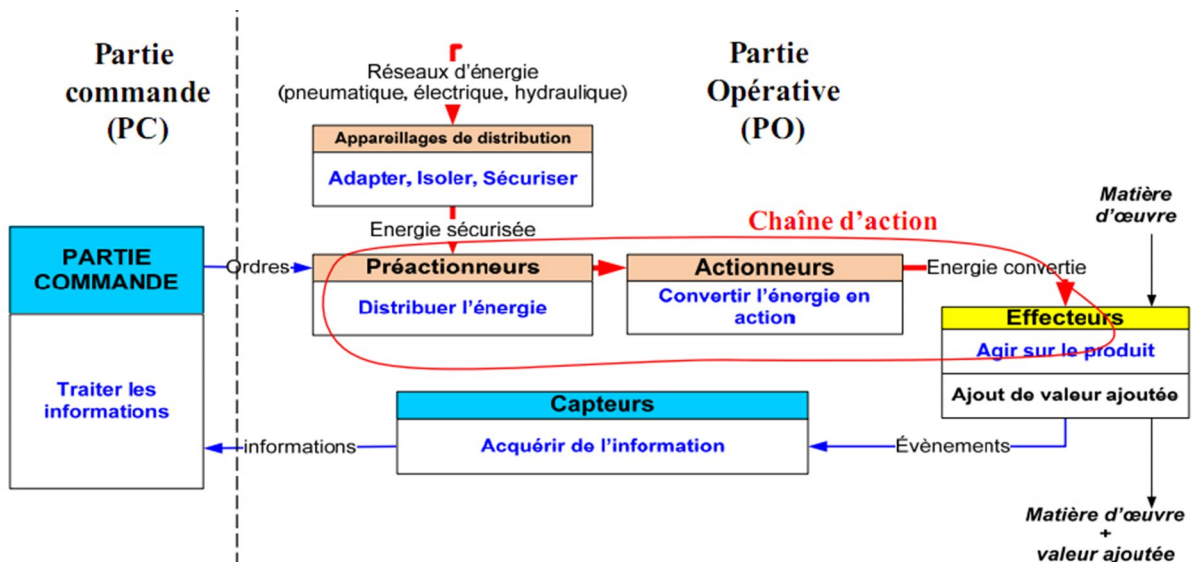 Partie
commande
(PC)
Partie
Opérative
(PO)
Réseaux d'énergie
(pneumatique, électrique, hydraulique)
Appareillages de distribution
Adapter, Isoler, Sécuriser
Energie sécurisée
Chaîne d'action
Matière
d'œuvre
PARTIE
COMMANDE
Traiter les
informations
Ordres
Préactionneurs
Distribuer l'énergie
Actionneurs
Convertir l'énergie en
action
Energie convertie
Effecteurs
Agir sur le produit
Ajout de valeur ajoutée
Capteurs
Acquérir de l'information
informations
Évènements
Matière d'œuvre
+
valeur ajoutée